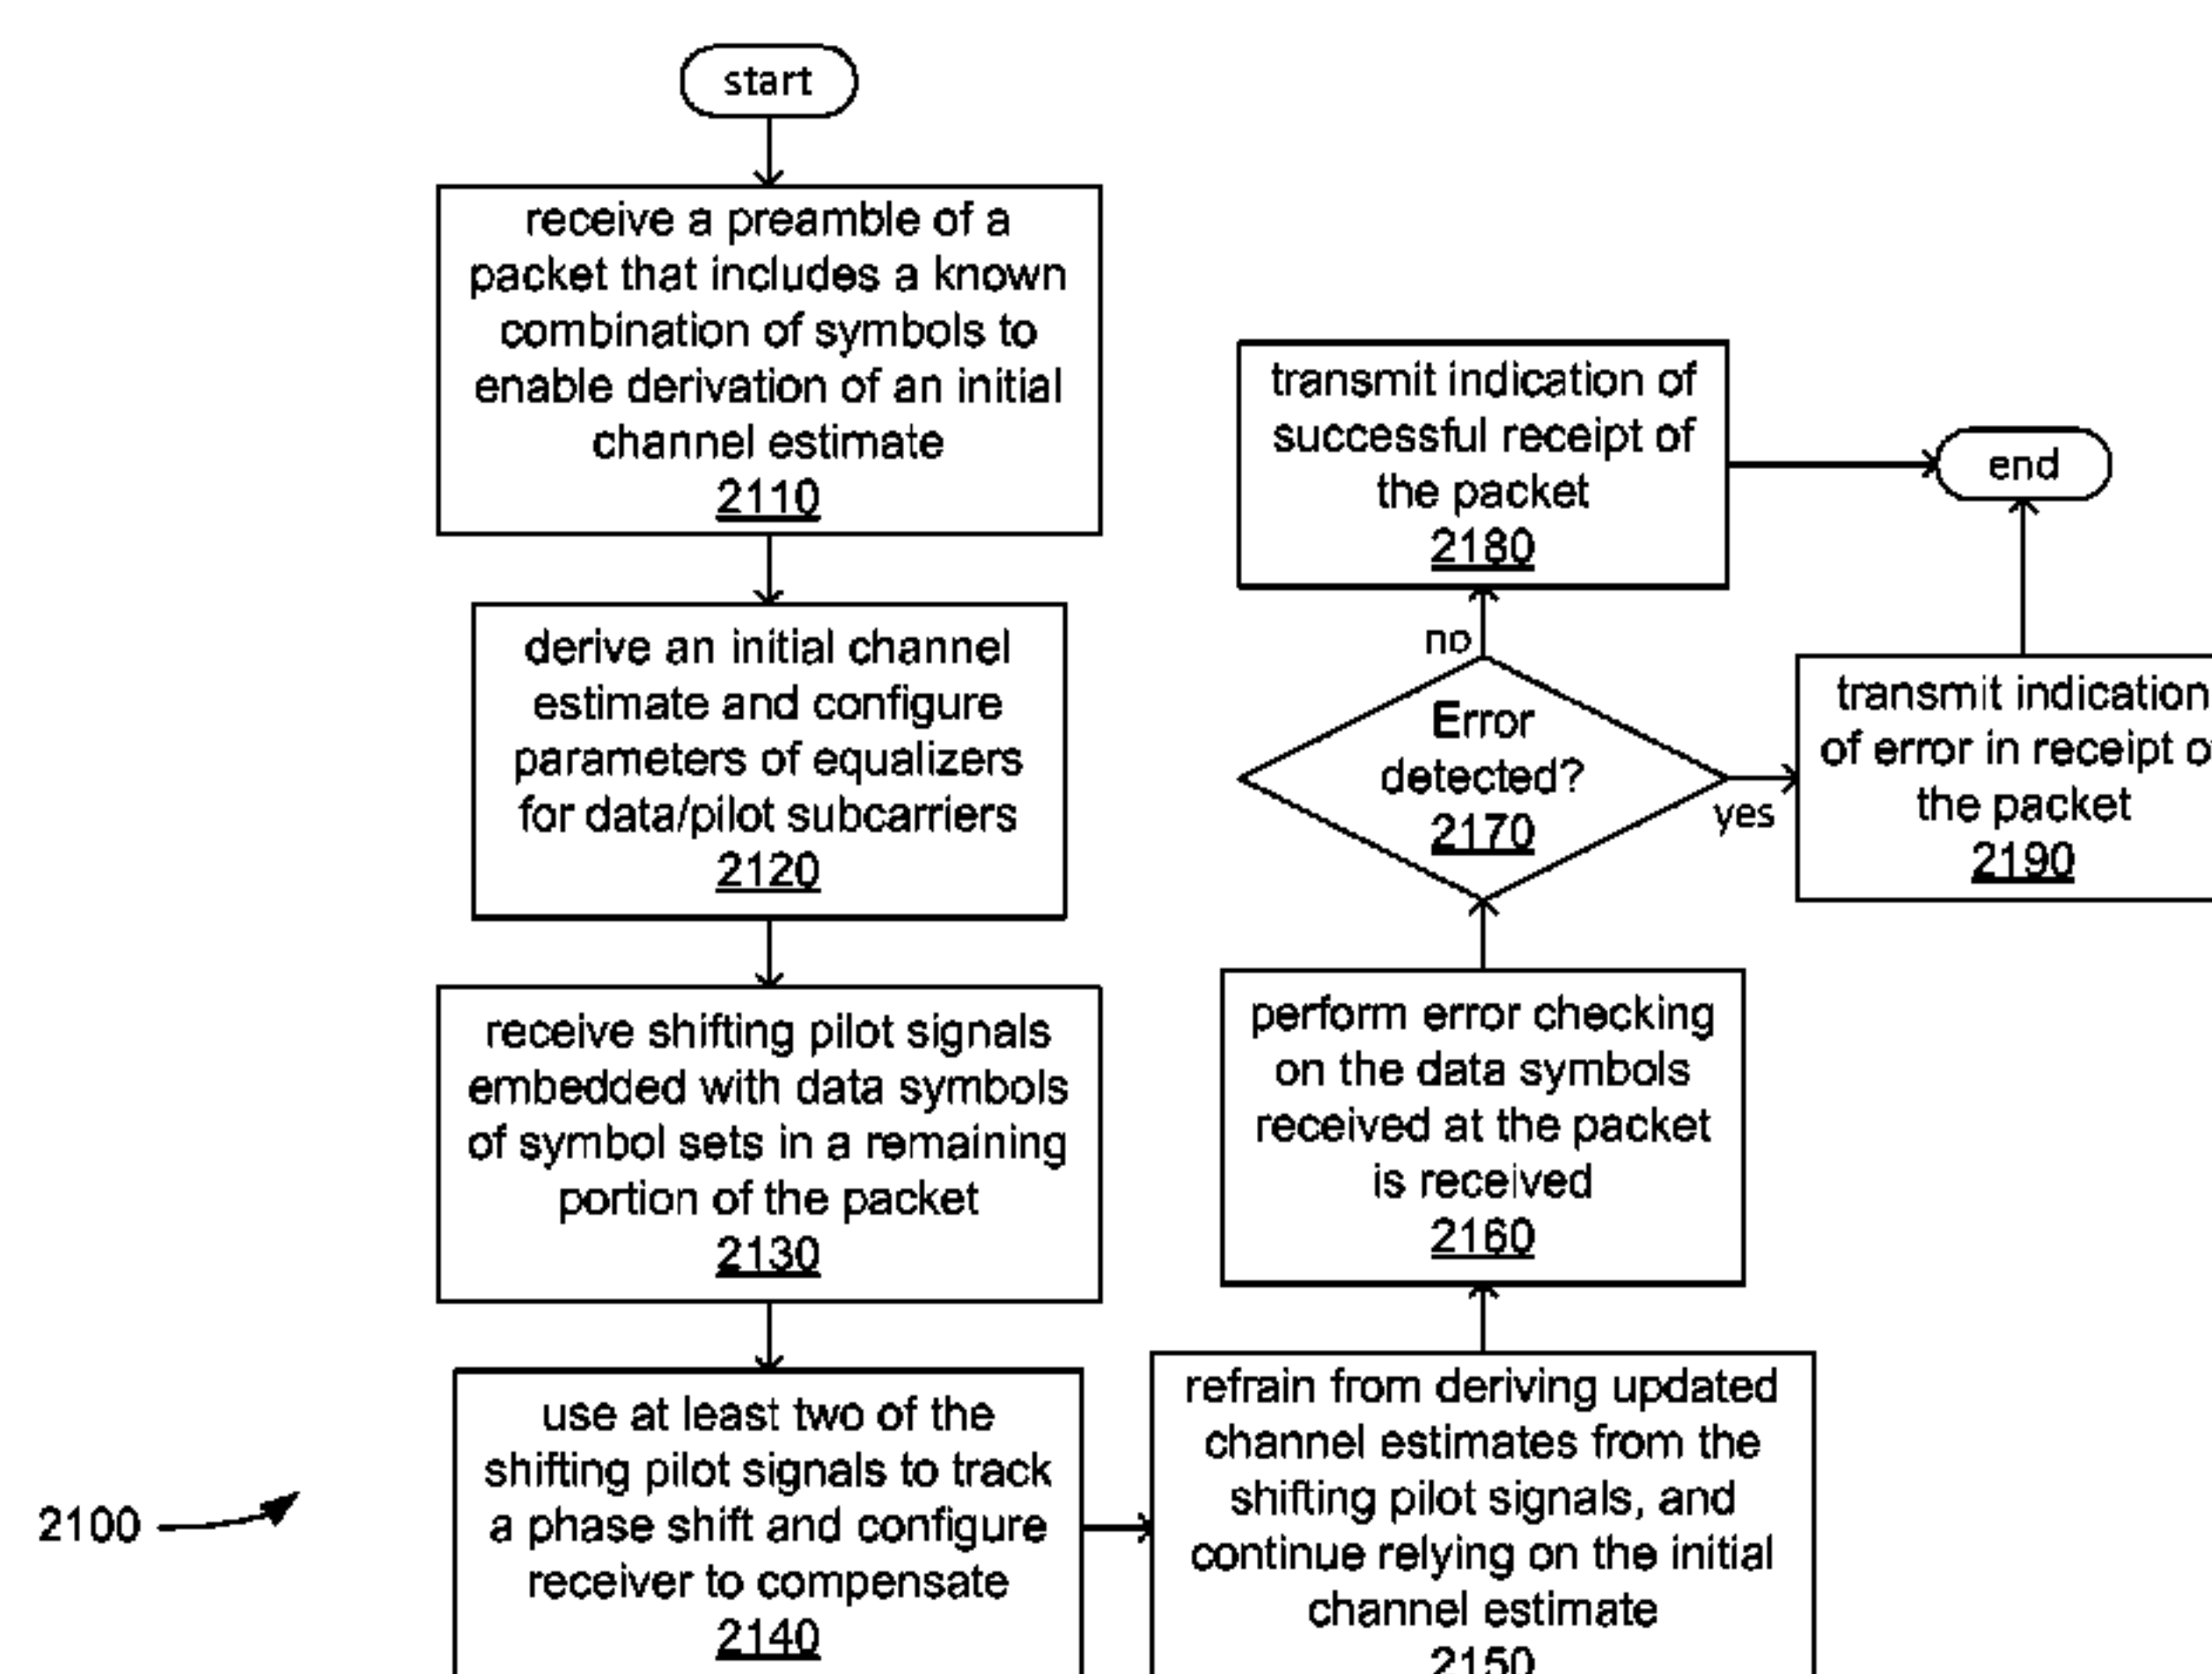 start
receive a preamble of a
packet that includes a known
combination of symbols to
enable derivation of an initial
channel estimate
2110
derive an initial channel
estimate and configure
parameters of equalizers
for data/pilot subcarriers
2120
receive shifting pilot signals
embedded with data symbols
of symbol sets in a remaining
portion of the packet
2130
use at least two of the
shifting pilot signals to track
a phase shift and configure
receiver to compensate
2140
refrain from deriving updated
channel estimates from the
shifting pilot signals, and
continue relying on the initial
channel estimate
2150
perform error checking
on the data symbols
received at the packet
is received
2160
Error
detected?
2170
no
yes
transmit indication of
successful receipt of
the packet
2180
transmit indication
of error in receipt
the packet
2190
end
2100